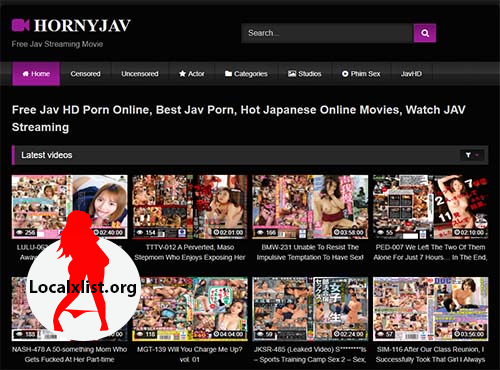 HORNYJAV
Free Jav Streaming Movie
Search...
Home Censored Uncensored Actor Categories Studios Phim Sex JavHD
Free Jav HD Porn Online, Best Jav Porn, Hot Japanese Online Movies, Watch JAV
Streaming
Latest videos
256 02:40:00
154 02:01:00
166 03:58:00
55 02:10:00
LULU-06
Awar
TTTV-012 A Perverted, Maso
Stepmom Who Enjoys Exposing Her
BMW-231 Unable To Resist The
Impulsive Temptation To Have Sex!
PED-007 We Left The Two Of Them
Alone For Just 7 Hours… In The End,
Localxlist.org
188
118 04:04:00
59 02:24:00
57 03:56:00
NASH-478 A 50-something Mom Who
Gets Fucked At Her Part-time
MGT-139 Will You Charge Me Up?
vol. 01
JKSR-485 (Leaked Video) S********ls
– Sports Training Camp Sex 2 – Sex,
SIM-116 After Our Class Reunion, I
Successfully Took That Girl I Always